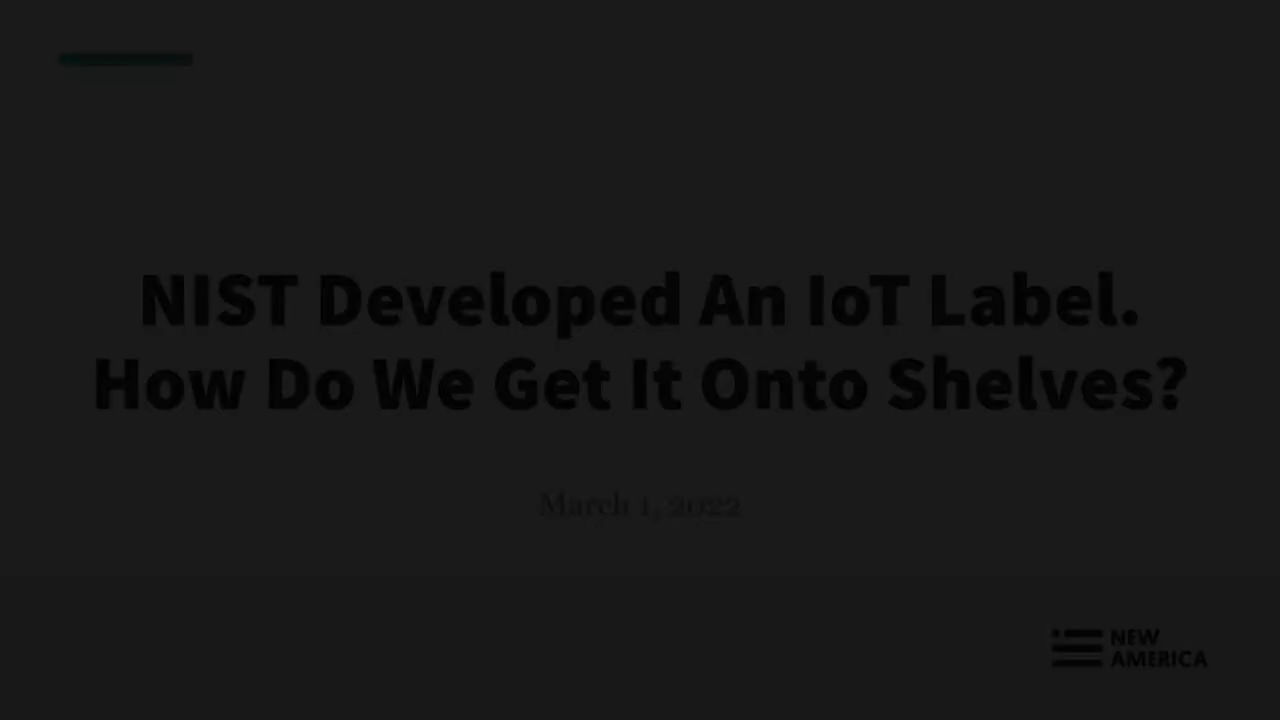 NIST Developed An IoT Label.
How Do We Get It Onto Shelves?
March 1, 2022
NEW
AMERICA